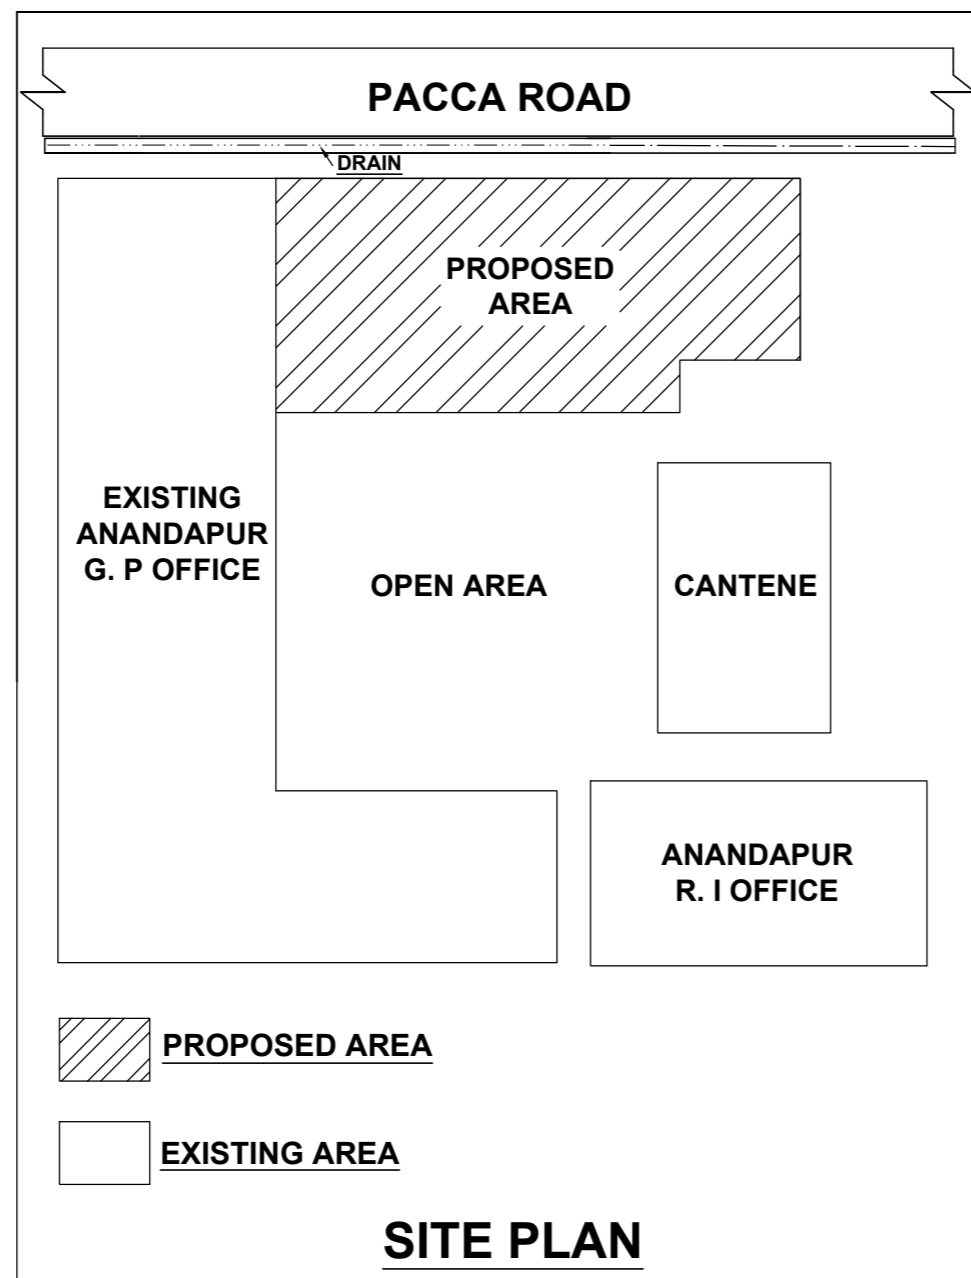 PACCA ROAD
DRAIN
PROPOSED
AREA
EXISTING
ANANDAPUR
G. P OFFICE
OPEN AREA
CANTENE
ANANDAPUR
R. I OFFICE
PROPOSED AREA
EXISTING AREA
SITE PLAN